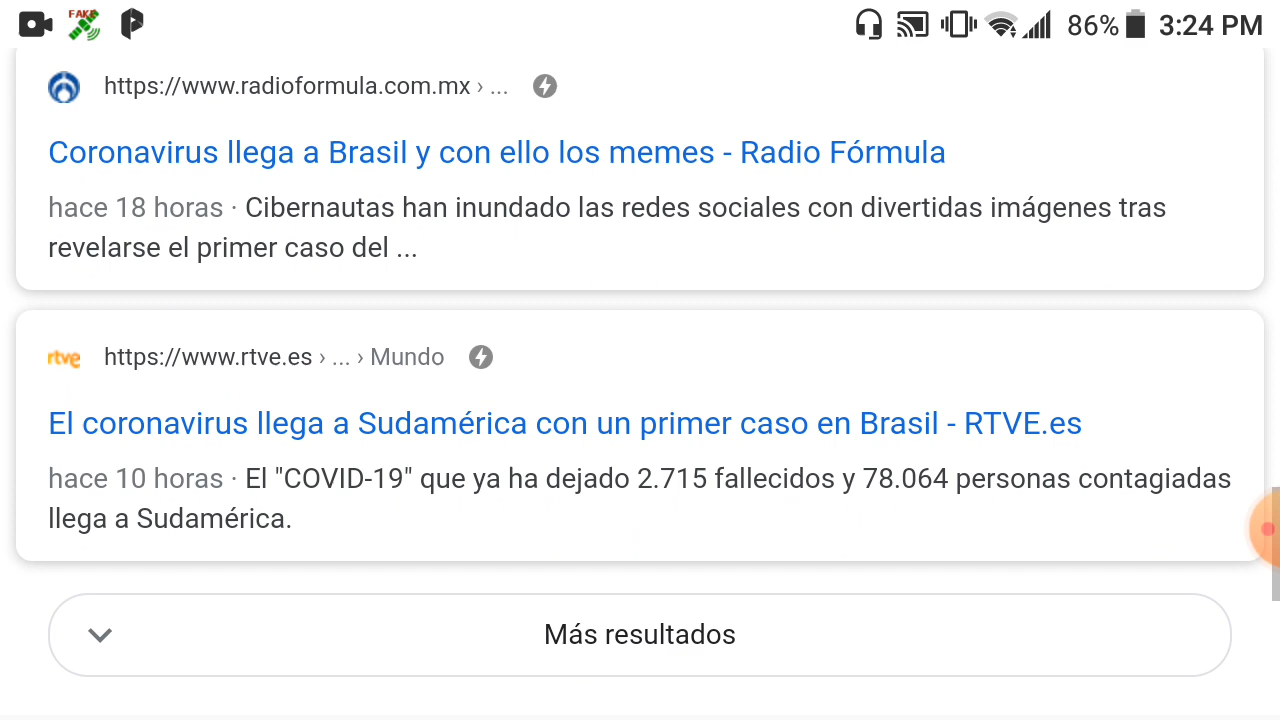 FAKE
86% 3:24 PM
https://www.radioformula.com.mx › ...
Coronavirus llega a Brasil y con ello los memes - Radio Fórmula
hace 18 horas · Cibernautas han inundado las redes sociales con divertidas imágenes tras
revelarse el primer caso del ...
rtve https://www.rtve.es › ... › Mundo
El coronavirus llega a Sudamérica con un primer caso en Brasil - RTVE.es
hace 10 horas · El "COVID-19" que ya ha dejado 2.715 fallecidos y 78.064 personas contagiadas
llega a Sudamérica.
Más resultados